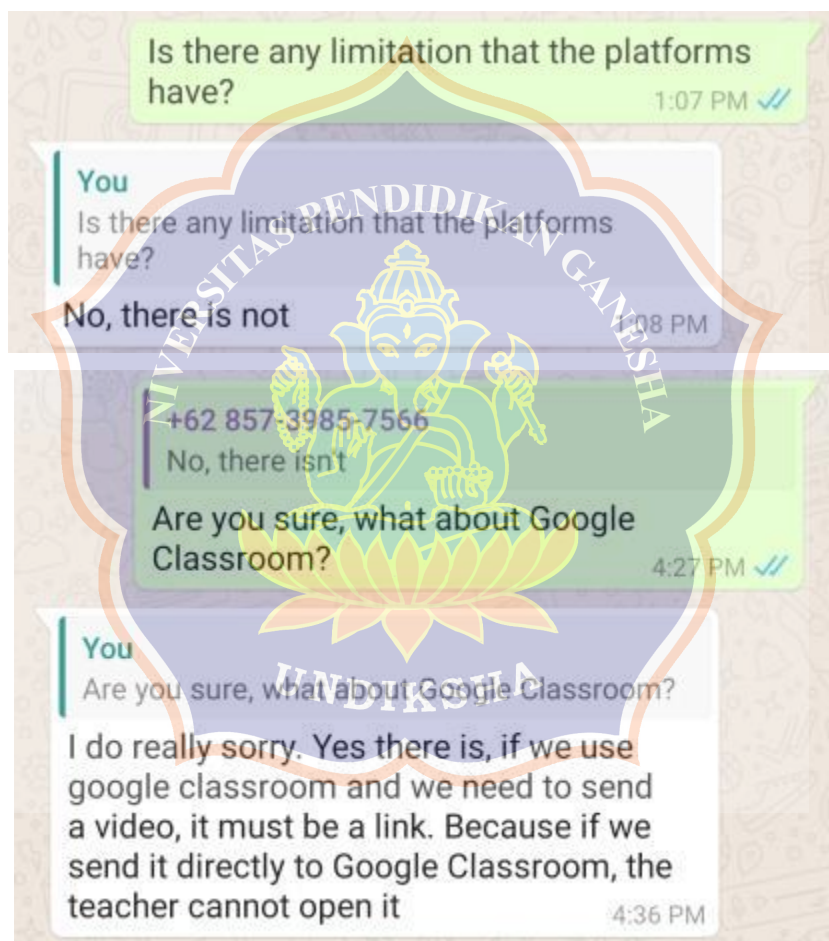 Is there any limitation that the platforms
have?
1:07 PM
You
Is there any limitation that the platforms
have?
No, there is not
1:08 PM
UNIVERSITAS PENDIDIKAN GANESHA
+62 857-3985-7566
No, there isn't
Are you sure, what about Google
Classroom?
4:27 PM
You
Are you sure, what about Google Classroom?
UNDIKSHA
I do really sorry. Yes there is, if we use
google classroom and we need to send
a video, it must be a link. Because if we
send it directly to Google Classroom, the
teacher cannot open it
4:36 PM